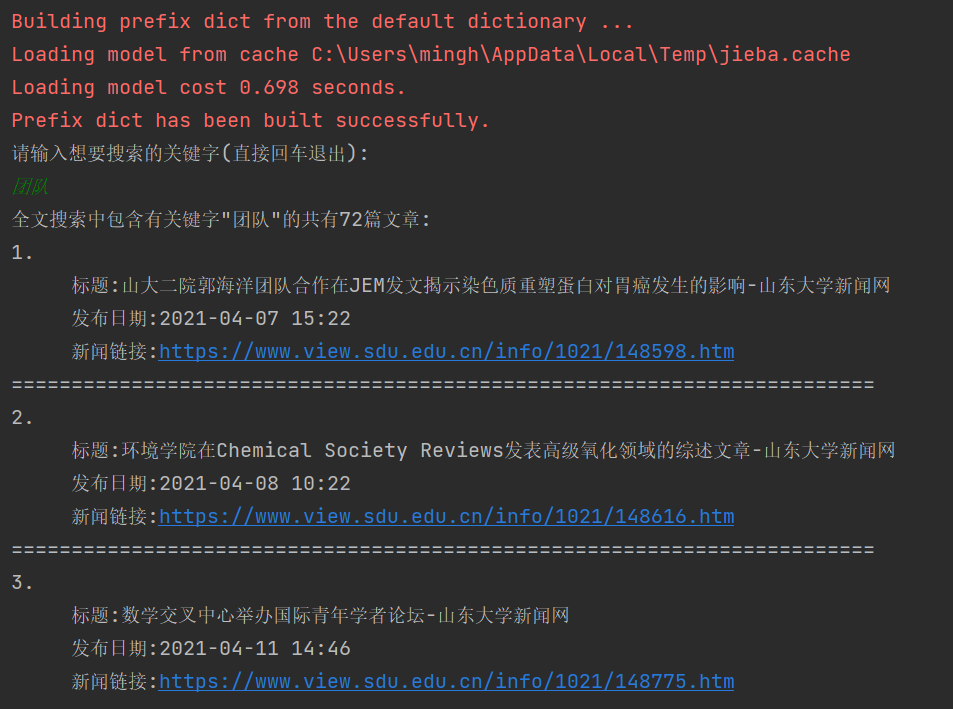 Building prefix dict from the default dictionary ...
Loading model from cache C:\Users\mingh\AppData\Local\Temp\jieba.cache
Loading model cost 0.698 seconds.
Prefix dict has been built successfully.
请输入想要搜索的关键字(直接回车退出):
团队
全文搜索中包含有关键字"团队"的共有72篇文章:
1.
标题:山大二院郭海洋团队合作在JEM发文揭示染色质重塑蛋白对胃癌发生的影响-山东大学新闻网
发布日期:2021-04-07 15:22
新闻链接:https://www.view.sdu.edu.cn/info/1021/148598.htm
========================================================================
2.
标题:环境学院在Chemical Society Reviews发表高级氧化领域的综述文章-山东大学新闻网
发布日期:2021-04-08 10:22
新闻链接:https://www.view.sdu.edu.cn/info/1021/148616.htm
========================================================================
3.
标题:数学交叉中心举办国际青年学者论坛-山东大学新闻网
发布日期:2021-04-11 14:46
新闻链接:https://www.view.sdu.edu.cn/info/1021/148775.htm